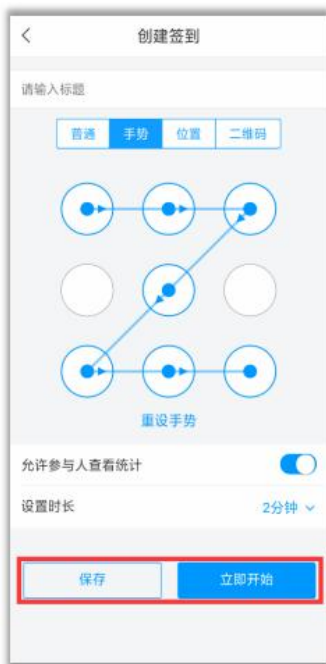 创建签到
请输入标题
普通 手势 位置 二维码
重设手势
允许参与人查看统计
设置时长 2分钟
保存 立即开始